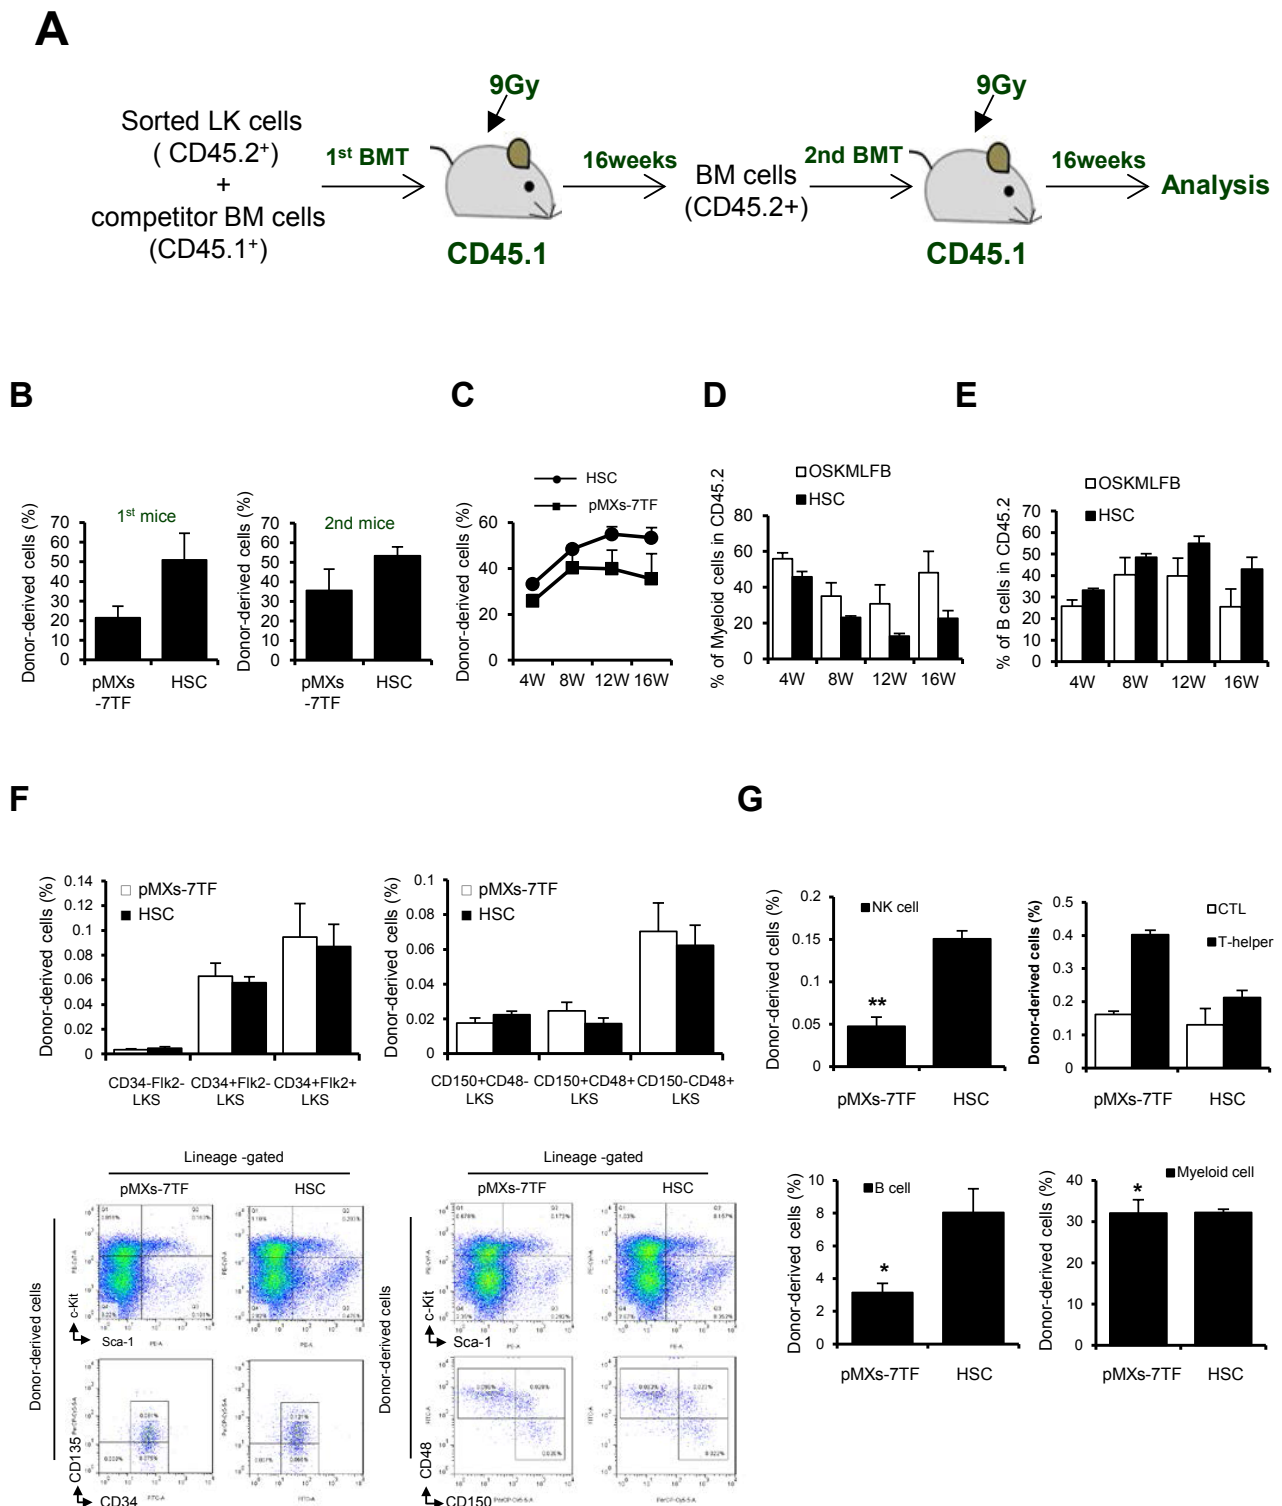 A
9Gy
9Gy
Sorted LK cells
( CD45.2+)
+
competitor BM cells
(CD45.1+)
1st BMT
16weeks
BM cells
(CD45.2+)
2nd BMT
16weeks
Analysis
CD45.1
CD45.1
B
C
D
E
Donor-derived cells (%)
70
60
50
40
30
20
10
0
1st mice
pMXs
-7TF
HSC
Donor-derived cells (%)
70
60
50
40
30
20
10
0
2nd mice
pMXs
-7TF
HSC
HSC
pMXs-7TF
Donor-derived cells (%)
60
40
20
0
4W 8W 12W 16W
% of Myeloid cells in CD45.2
OSKMLFB
HSC
80
60
40
20
0
4W 8W 12W 16W
% of B cells in CD45.2
OSKMLFB
HSC
70
60
50
40
30
20
10
0
4W 8W 12W 16W
F
G
Donor-derived cells (%)
0.14
0.12
0.1
0.08
0.06
0.04
0.02
0
pMXs-7TF
HSC
CD34-Flk2- CD34+Flk2- CD34+Flk2+
LKS LKS LKS
Donor-derived cells (%)
0.1
0.08
0.06
0.04
0.02
0
pMXs-7TF
HSC
CD150+CD48- CD150+CD48+ CD150-CD48+
LKS LKS LKS
Donor-derived cells (%)
0.2
0.15
0.1
0.05
0
NK cell
**
pMXs-7TF HSC
Donor-derived cells (%)
0.5
0.4
0.3
0.2
0.1
0
CTL
T-helper
pMXs-7TF HSC
Lineage -gated
pMXs-7TF HSC
Donor-derived cells
c-Kit
Sca-1
CD135
CD34
Lineage -gated
pMXs-7TF HSC
Donor-derived cells
c-Kit
Sca-1
CD48
CD150
Donor-derived cells (%)
10
8
6
4
2
0
B cell
*
pMXs-7TF HSC
Donor-derived cells (%)
40
30
20
10
0
Myeloid cell
*
pMXs-7TF HSC